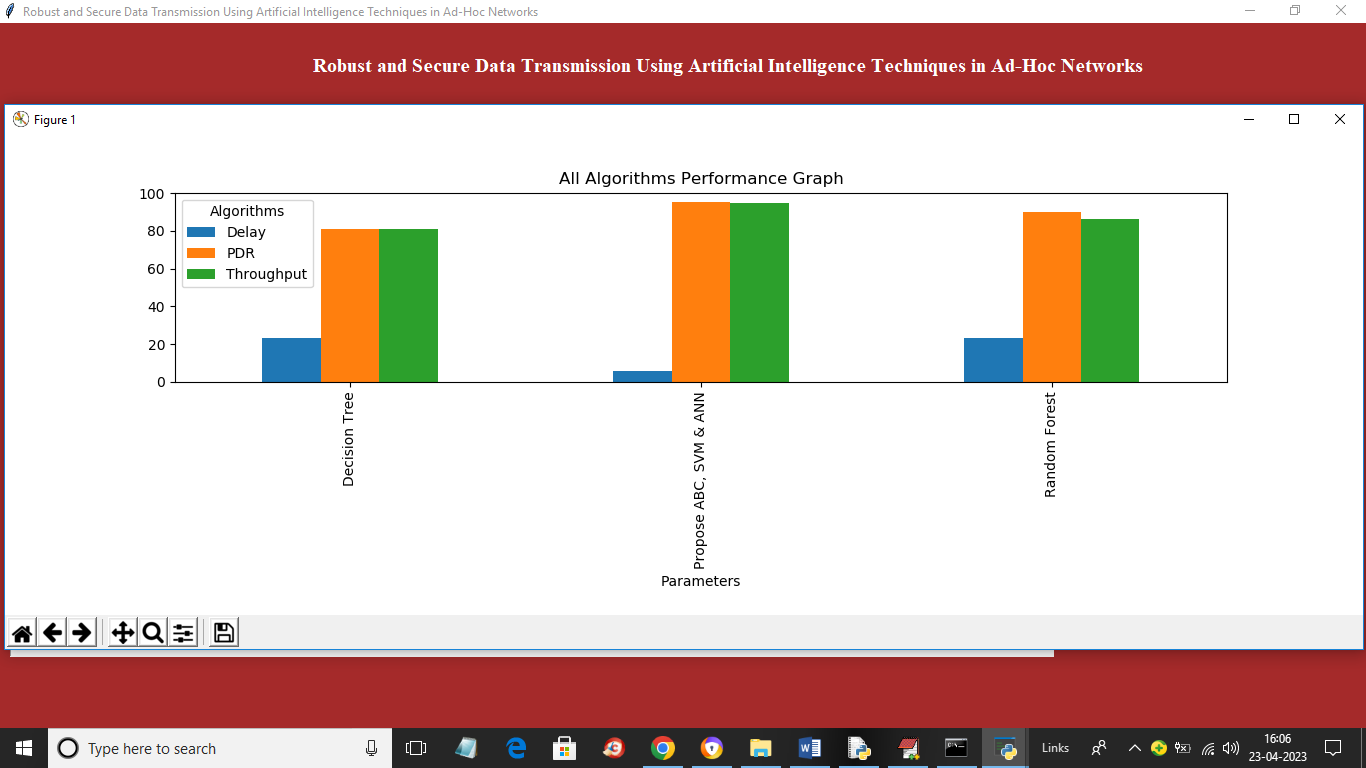 Robust and Secure Data Transmission Using Artificial Intelligence Techniques in Ad-Hoc Networks
Robust and Secure Data Transmission Using Artificial Intelligence Techniques in Ad-Hoc Networks
Figure 1
All Algorithms Performance Graph
100
80
60
40
20
0
Algorithms
Delay
PDR
Throughput
Decision Tree
Propose ABC, SVM & ANN
Random Forest
Parameters
Type here to search
Links
16:06
23-04-2023